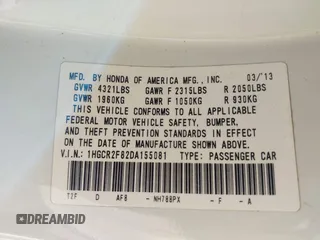 MFD. BY HONDA OF AMERICA MFG., INC. 03/13
GVWR 4321LBS GAWR F 2315LBS R 2050LBS
GVWR 1960KG GAWR F 1050KG R 930KG
THIS VEHICLE CONFORMS TO ALL APPLICABLE
FEDERAL MOTOR VEHICLE SAFETY, BUMPER,
AND THEFT PREVENTION STANDARDS IN EFFECT
ON THE DATE OF MANUFACTURE SHOWN ABOVE.
V.I.N.: 1HGCR2F82DA155081 TYPE: PASSENGER CAR
12F D AF8 - NH788PX - F - A
DREAMBID